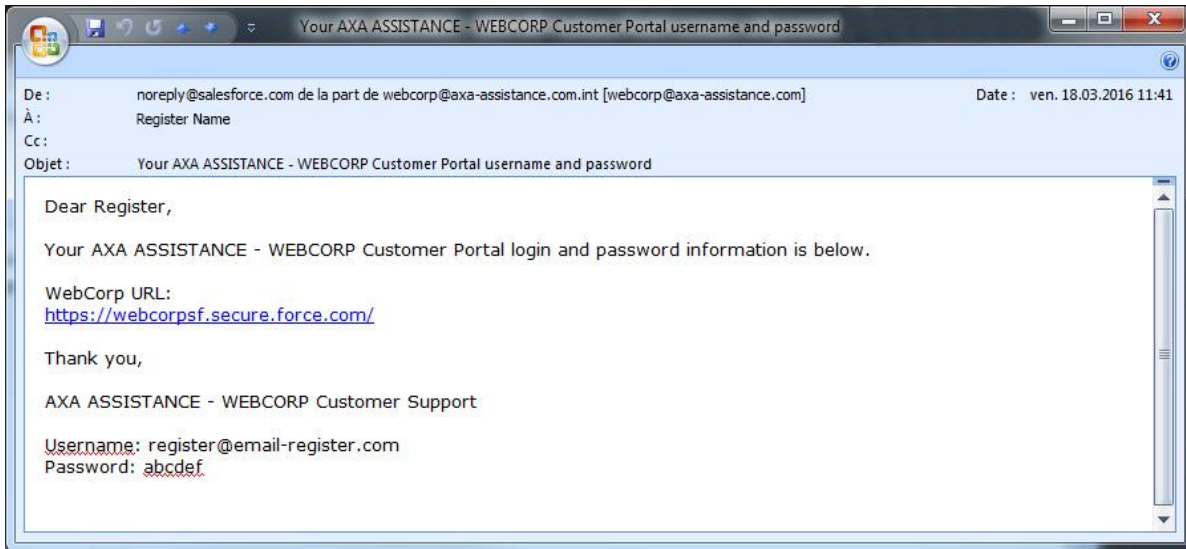 Your AXA ASSISTANCE - WEBCORP Customer Portal username and password
De : noreply@salesforce.com de la part de webcorp@axa-assistance.com.int [webcorp@axa-assistance.com] Date : ven. 18.03.2016 11:41
À : Register Name
Cc :
Objet : Your AXA ASSISTANCE - WEBCORP Customer Portal username and password
Dear Register,
Your AXA ASSISTANCE - WEBCORP Customer Portal login and password information is below.
WebCorp URL:
https://webcorpsf.secure.force.com/
Thank you,
AXA ASSISTANCE - WEBCORP Customer Support
Username: register@email-register.com
Password: abcdef